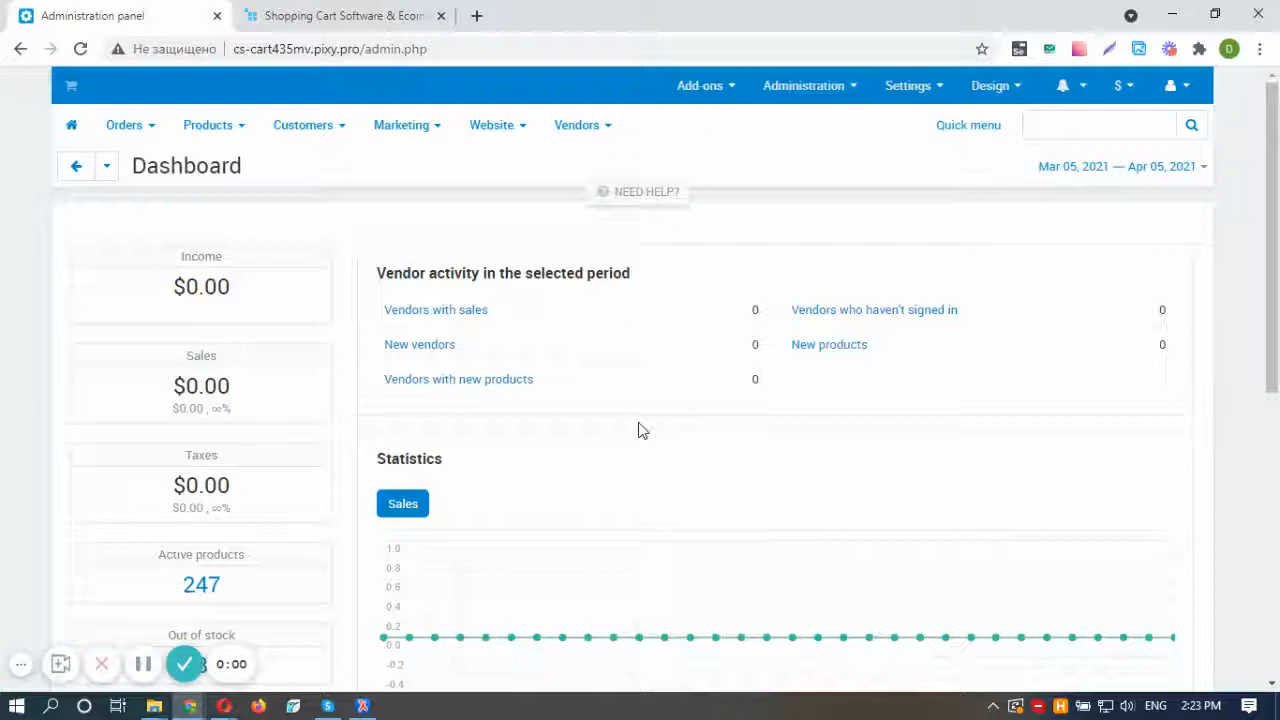 Administration panel
Shopping Cart Software & Ecom
Не защищено
cs-cart435mv.pixy.pro/admin.php
Se
D
Add-ons
Administration
Settings
Design
$
Orders
Products
Customers
Marketing
Website
Vendors
Quick menu
Dashboard
Mar 05, 2021 — Apr 05, 2021
NEED HELP?
Income
$0.00
Sales
$0.00
$0.00 , ∞%
Taxes
$0.00
$0.00 , ∞%
Active products
247
Out of stock
Vendor activity in the selected period
Vendors with sales 0
Vendors who haven't signed in 0
New vendors 0
New products 0
Vendors with new products 0
Statistics
Sales
1.0
0.8
0.6
0.4
0.2
0.0
-0.2
-0.4
0:00
ENG
2:23 PM